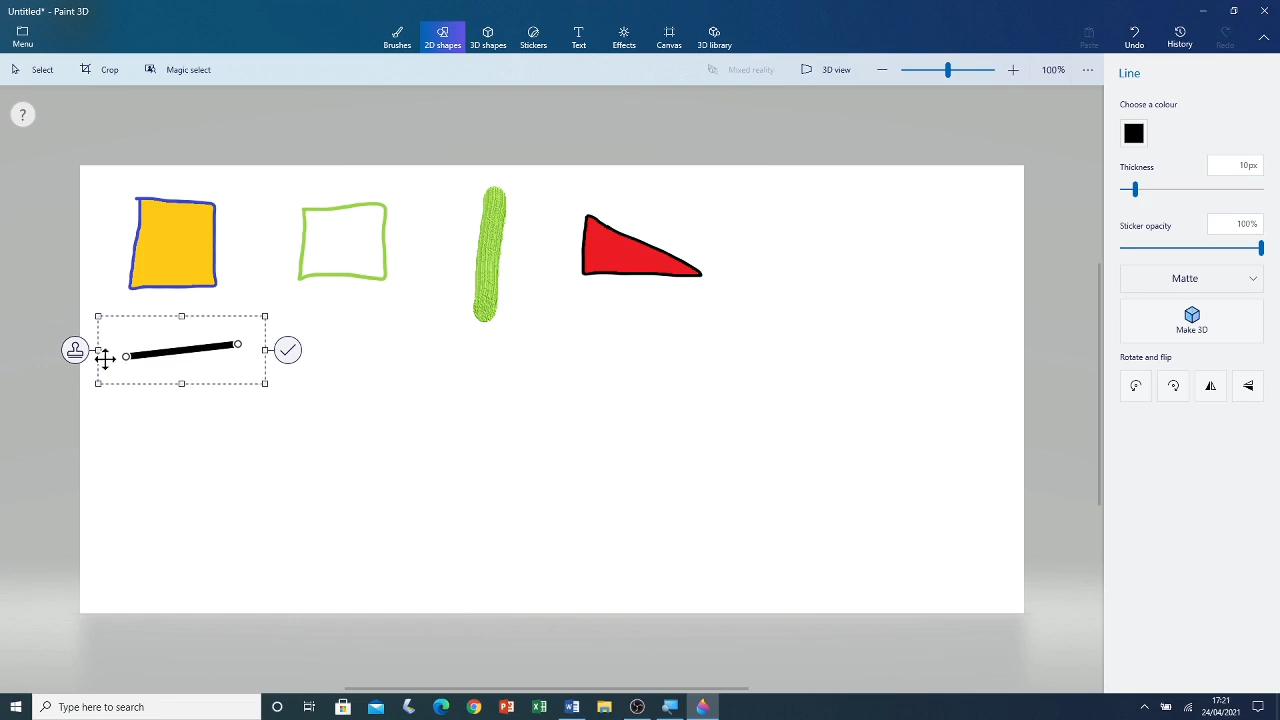 Untitled* - Paint 3D
Menu
Brushes
2D shapes
3D shapes
Stickers
Text
Effects
Canvas
3D library
Paste
Undo
History
Redo
Select
Crop
Magic select
Mixed reality
3D view
100%
?
Line
Choose a colour
Thickness
10px
Sticker opacity
100%
Matte
Make 3D
Rotate and flip
Type here to search
17:21
24/04/2021